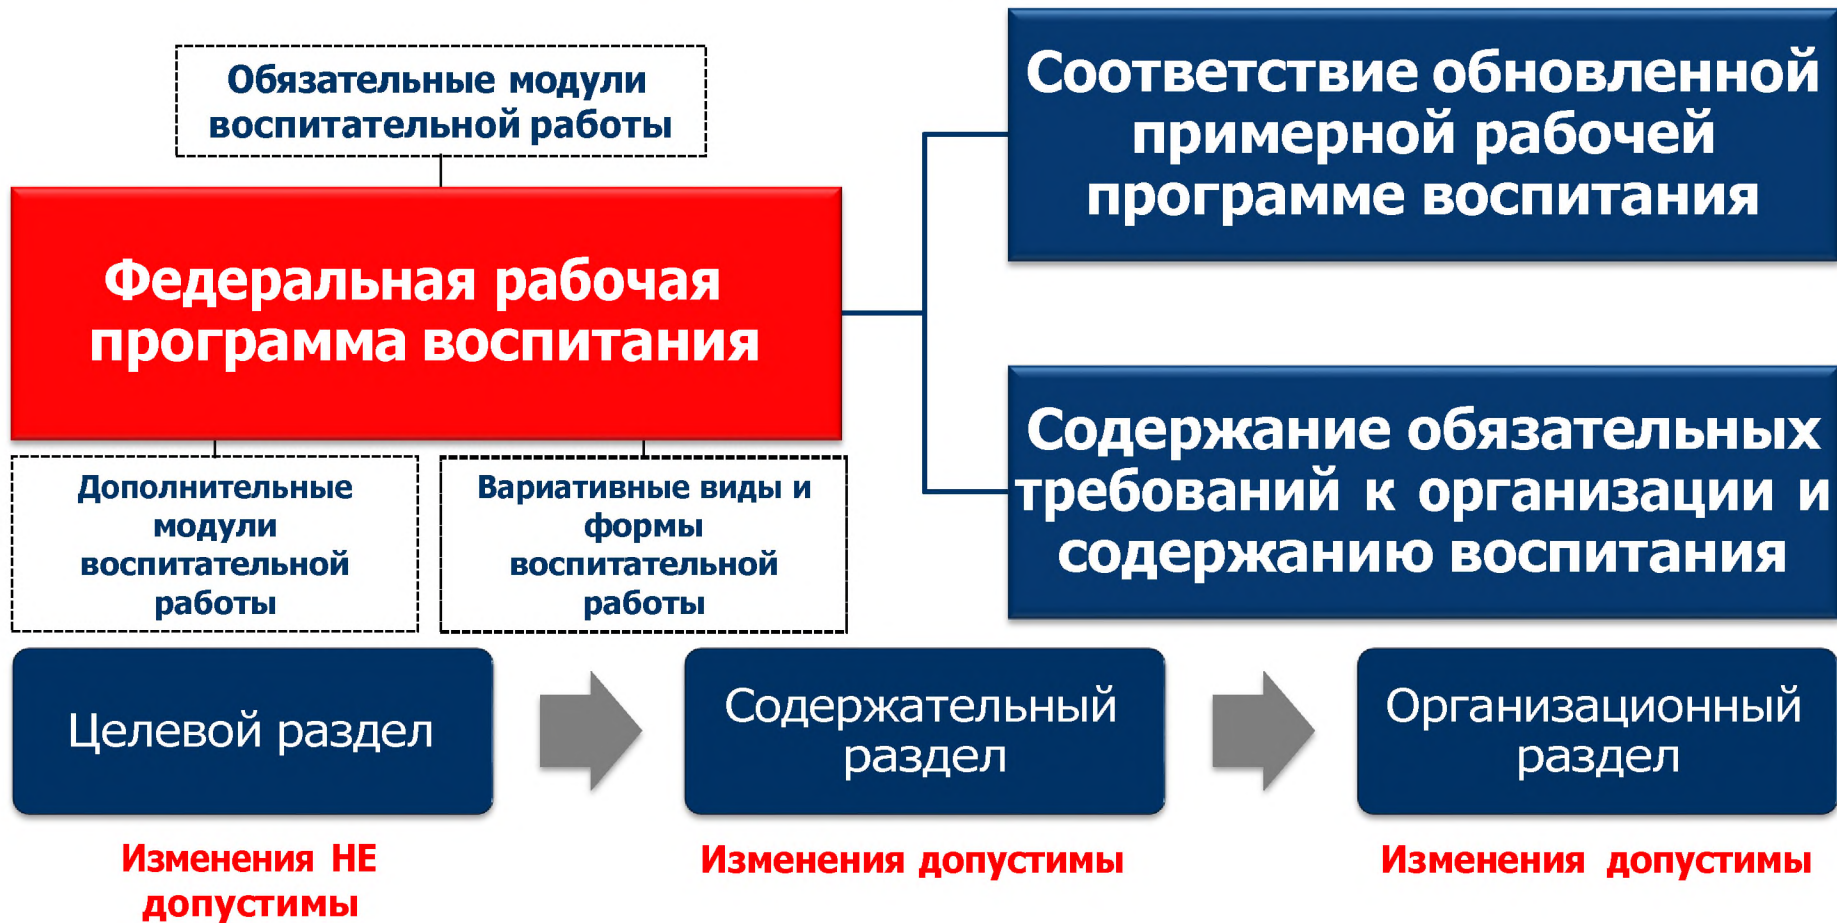 Обязательные модули
воспитательной работы
Федеральная рабочая
программа воспитания
Дополнительные
модули
воспитательной
работы
Вариативные виды и
формы
воспитательной
работы
Соответствие обновленной
примерной рабочей
программе воспитания
Содержание обязательных
требований к организации и
содержанию воспитания
Целевой раздел
Содержательный
раздел
Организационный
раздел
Изменения НЕ
допустимы
Изменения допустимы
Изменения допустимы